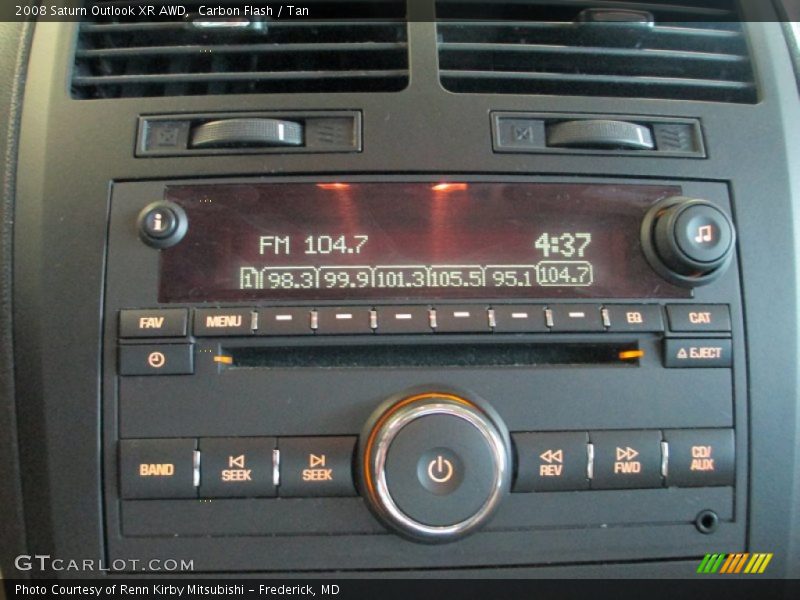 2008 Saturn Outlook XR AWD,  Carbon Flash / Tan
i
FM 104.7 4:37
1 98.3 99.9 101.3 105.5 95.1 104.7
FAV MENU EQ CAT
EJECT
BAND SEEK SEEK REV FWD CD/AUX
GTCARLOT.COM
Photo Courtesy of Renn Kirby Mitsubishi - Frederick, MD